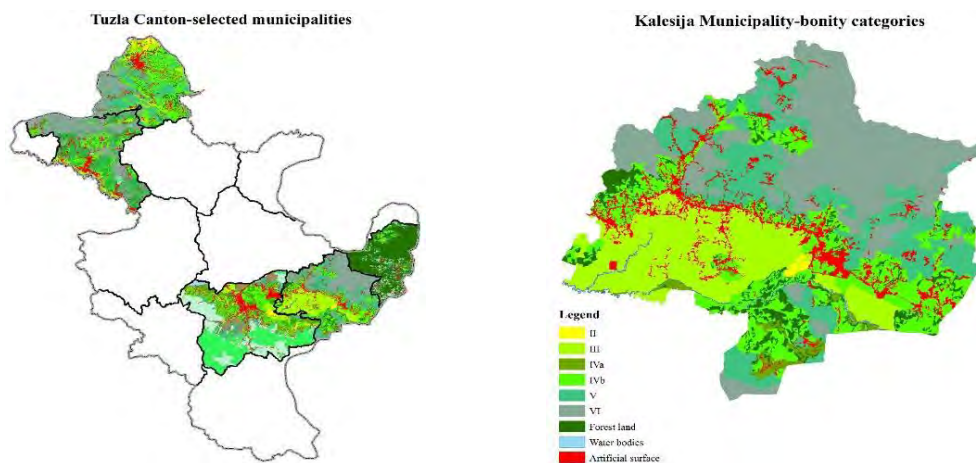 Tuzla Canton-selected municipalities
Kalesija Municipality-bonity categories
Legend
II
III
IVa
IVb
V
VI
Forest land
Water bodies
Artificial surface